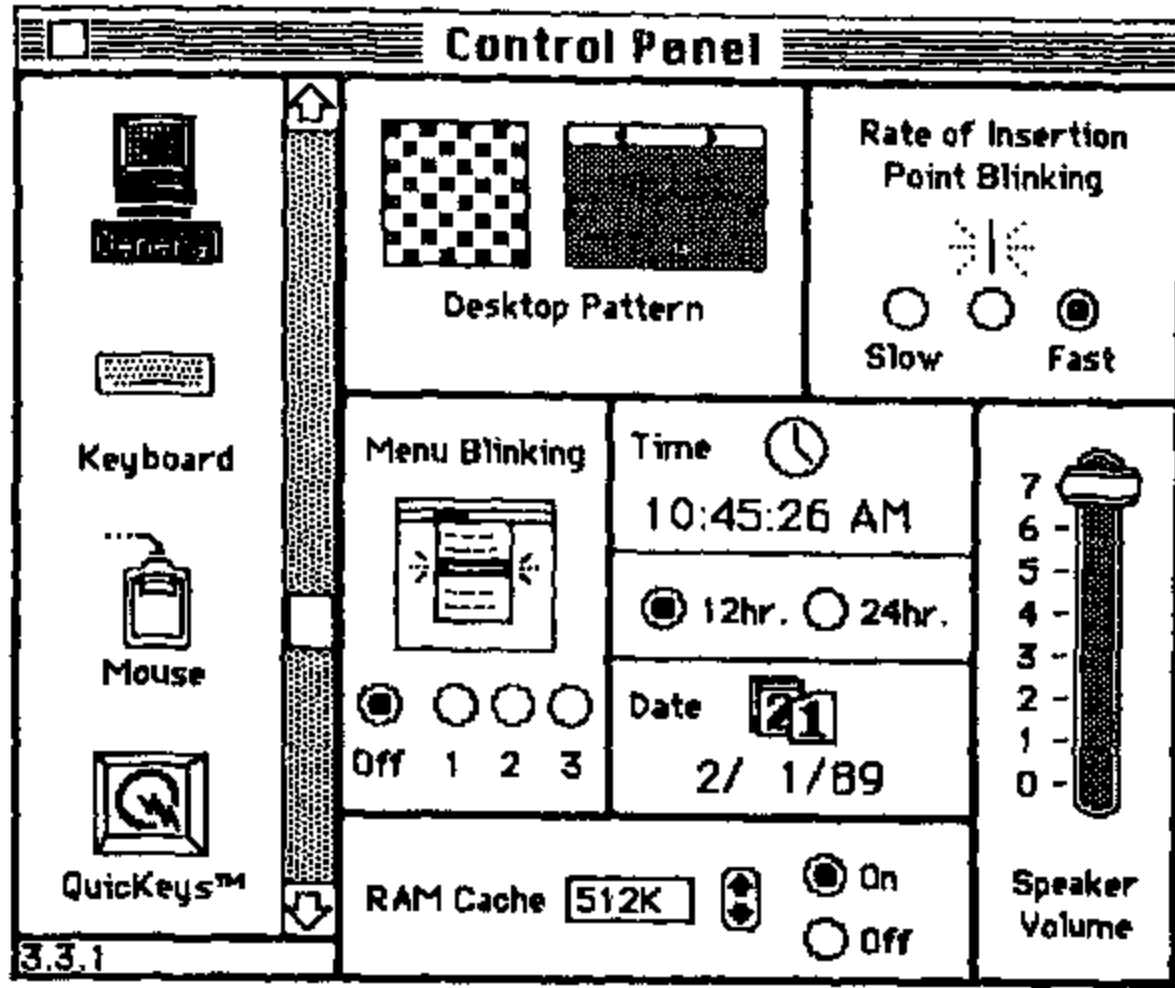 Control Panel
General
Keyboard
Mouse
QuicKeys™
3.3.1
Desktop Pattern
Rate of Insertion
Point Blinking
Slow Fast
Menu Blinking
Off 1 2 3
Time
10:45:26 AM
12hr. 24hr.
Date
21
2/ 1/89
RAM Cache 512K
On
Off
7
6
5
4
3
2
1
0
Speaker
Volume